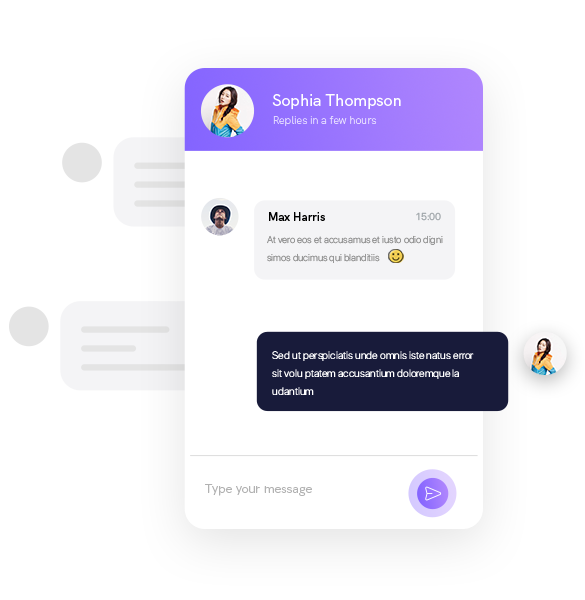 Sophia Thompson
Replies in a few hours
Max Harris 15:00
At vero eos et accusamus et iusto odio digni
simos ducimus qui blanditiis
Sed ut perspiciatis unde omnis iste natus error
sit volu ptatem accusantium doloremque la
udantium
Type your message